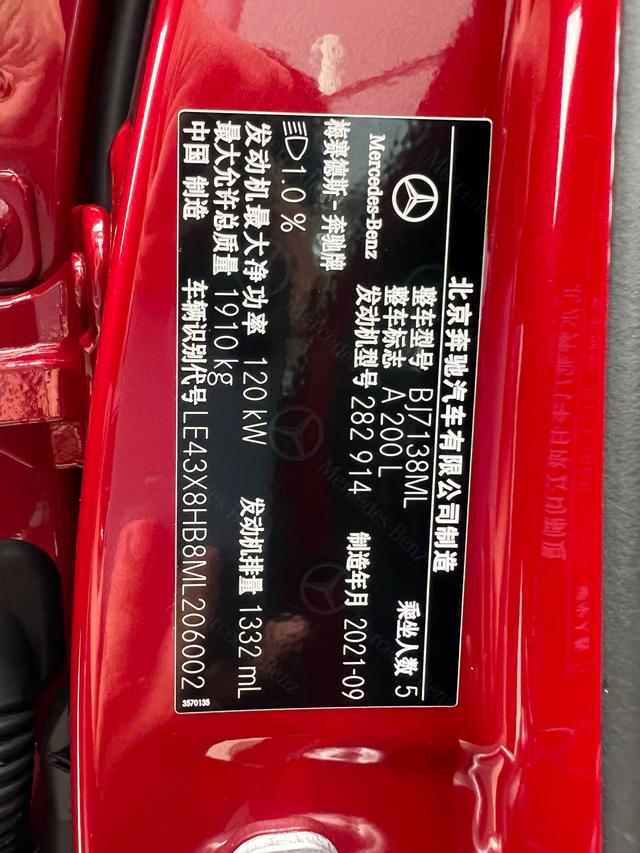 北京奔驰汽车有限公司制造
Mercedes-Benz
整车型号 BJ7138ML 乘坐人数 5
整车标志 A 200 L
发动机型号 282 914 制造年月 2021-09
梅赛德斯-奔驰牌
1.0 %
发动机最大净功率 120 kW 发动机排量 1332 mL
最大允许总质量 1910 kg
中国 制造 车辆识别代号 LE43X8HB8ML206002
3570135